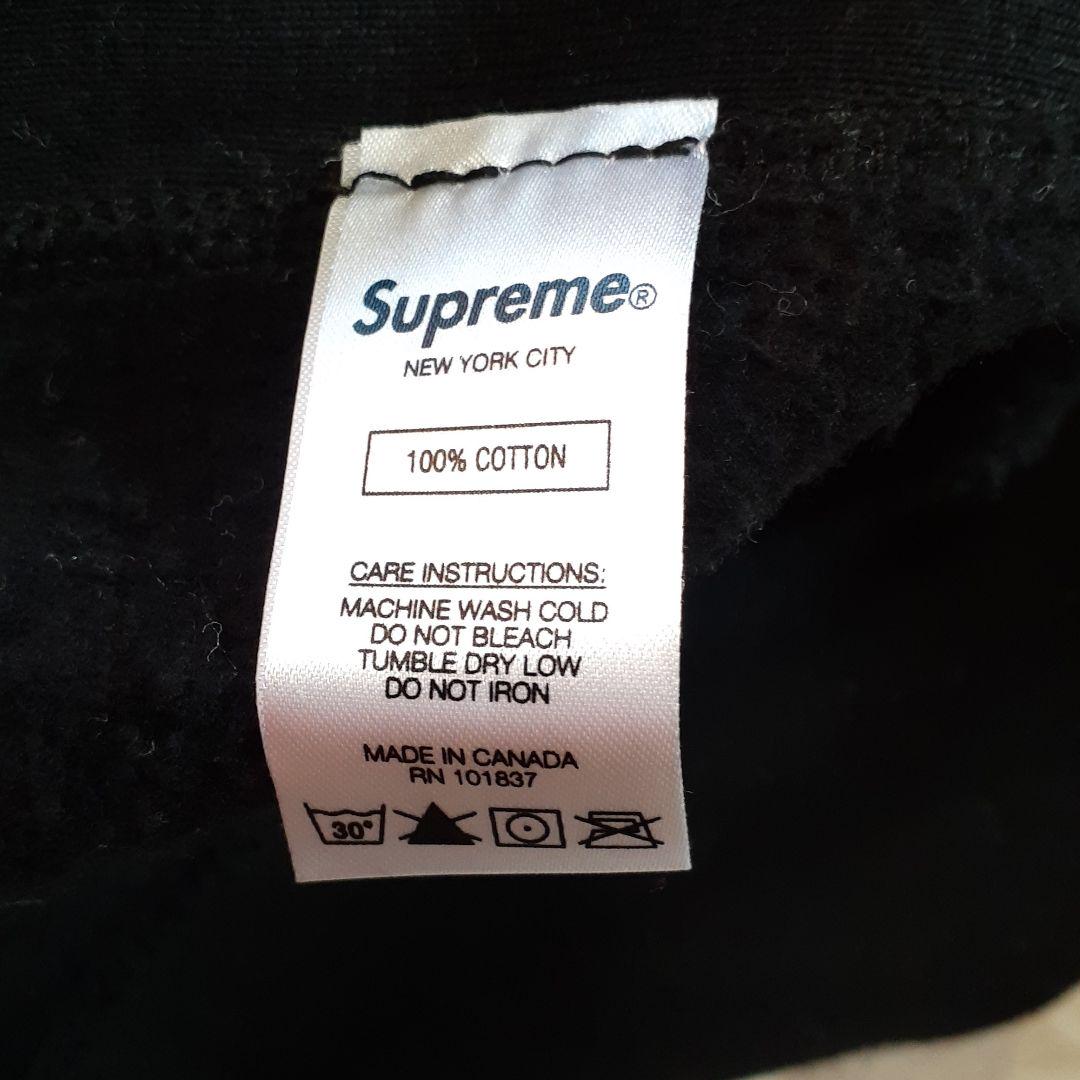 Supreme®
NEW YORK CITY
100% COTTON
CARE INSTRUCTIONS:
MACHINE WASH COLD
DO NOT BLEACH
TUMBLE DRY LOW
DO NOT IRON
MADE IN CANADA
RN 101837
30°